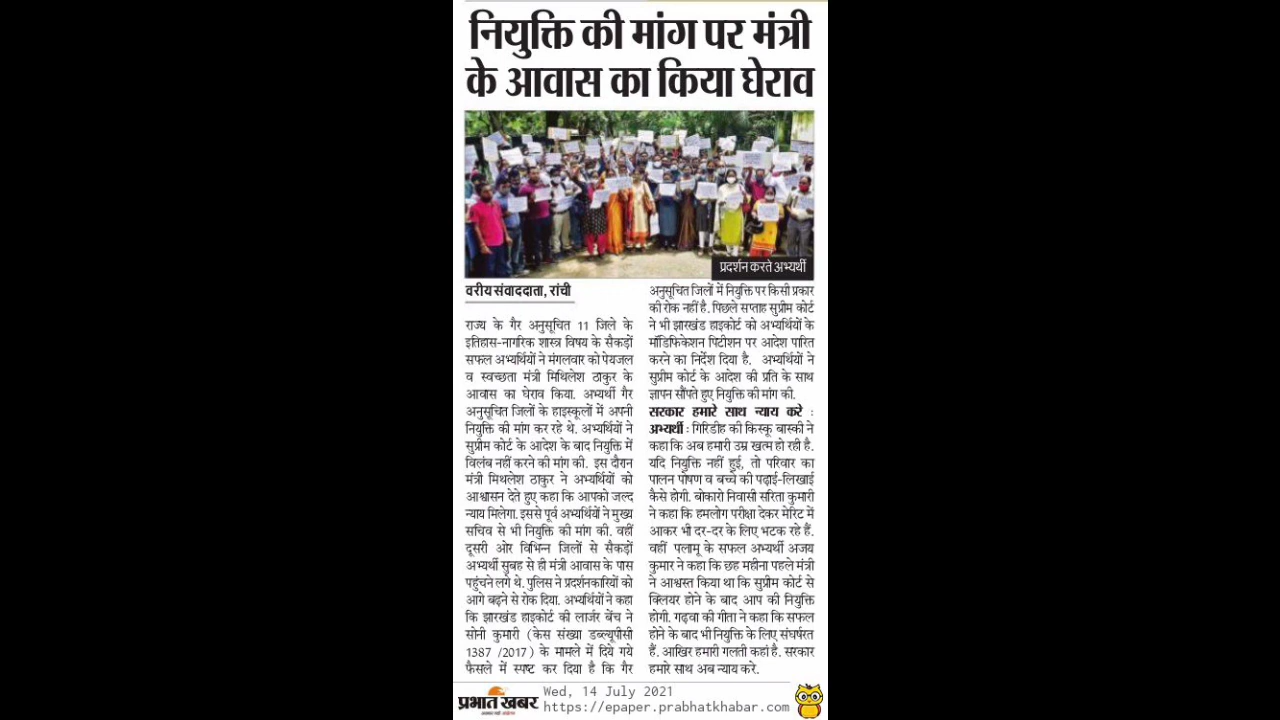 नियुक्ति की मांग पर मंत्री
के आवास का किया घेराव
प्रदर्शन करते अभ्यर्थी
वरीय संवाददाता, रांची
राज्य के गैर अनुसूचित 11 जिले के
इतिहास-नागरिक शास्त्र विषय के सैकड़ों
सफल अभ्यर्थियों ने मंगलवार को पेयजल
व स्वच्छता मंत्री मिथिलेश ठाकुर के
आवास का घेराव किया. अभ्यर्थी गैर
अनुसूचित जिलों के हाइस्कूलों में अपनी
नियुक्ति की मांग कर रहे थे. अभ्यर्थियों ने
सुप्रीम कोर्ट के आदेश के बाद नियुक्ति में
विलंब नहीं करने की मांग की. इस दौरान
मंत्री मिथलेश ठाकुर ने अभ्यर्थियों को
आश्वासन देते हुए कहा कि आपको जल्द
न्याय मिलेगा. इससे पूर्व अभ्यर्थियों ने मुख्य
सचिव से भी नियुक्ति की मांग की. वहीं
दूसरी ओर विभिन्न जिलों से सैकड़ों
अभ्यर्थी सुबह से ही मंत्री आवास के पास
पहुंचने लगे थे. पुलिस ने प्रदर्शनकारियों को
आगे बढ़ने से रोक दिया. अभ्यर्थियों ने कहा
कि झारखंड हाइकोर्ट की लार्जर बेंच ने
सोनी कुमारी (केस संख्या डब्ल्यूपीसी
1387 /2017) के मामले में दिये गये
फैसले में स्पष्ट कर दिया है कि गैर
अनुसूचित जिलों में नियुक्ति पर किसी प्रकार
की रोक नहीं है. पिछले सप्ताह सुप्रीम कोर्ट
ने भी झारखंड हाइकोर्ट को अभ्यर्थियों के
मॉडिफिकेशन पिटीशन पर आदेश पारित
करने का निर्देश दिया है. अभ्यर्थियों ने
सुप्रीम कोर्ट के आदेश की प्रति के साथ
ज्ञापन सौंपते हुए नियुक्ति की मांग की.
सरकार हमारे साथ न्याय करे :
अभ्यर्थी : गिरिडीह की किस्कू बास्की ने
कहा कि अब हमारी उम्र खत्म हो रही है.
यदि नियुक्ति नहीं हुई, तो परिवार का
पालन पोषण व बच्चे की पढ़ाई-लिखाई
कैसे होगी. बोकारो निवासी सरिता कुमारी
ने कहा कि हमलोग परीक्षा देकर मेरिट में
आकर भी दर-दर के लिए भटक रहे हैं.
वहीं पलामू के सफल अभ्यर्थी अजय
कुमार ने कहा कि छह महीना पहले मंत्री
ने आश्वस्त किया था कि सुप्रीम कोर्ट से
क्लियर होने के बाद आप की नियुक्ति
होगी. गढ़वा की गीता ने कहा कि सफल
होने के बाद भी नियुक्ति के लिए संघर्षरत
हैं. आखिर हमारी गलती कहां है. सरकार
हमारे साथ अब न्याय करे.
प्रभात खबर
Wed, 14 July 2021
https://epaper.prabhatkhabar.com